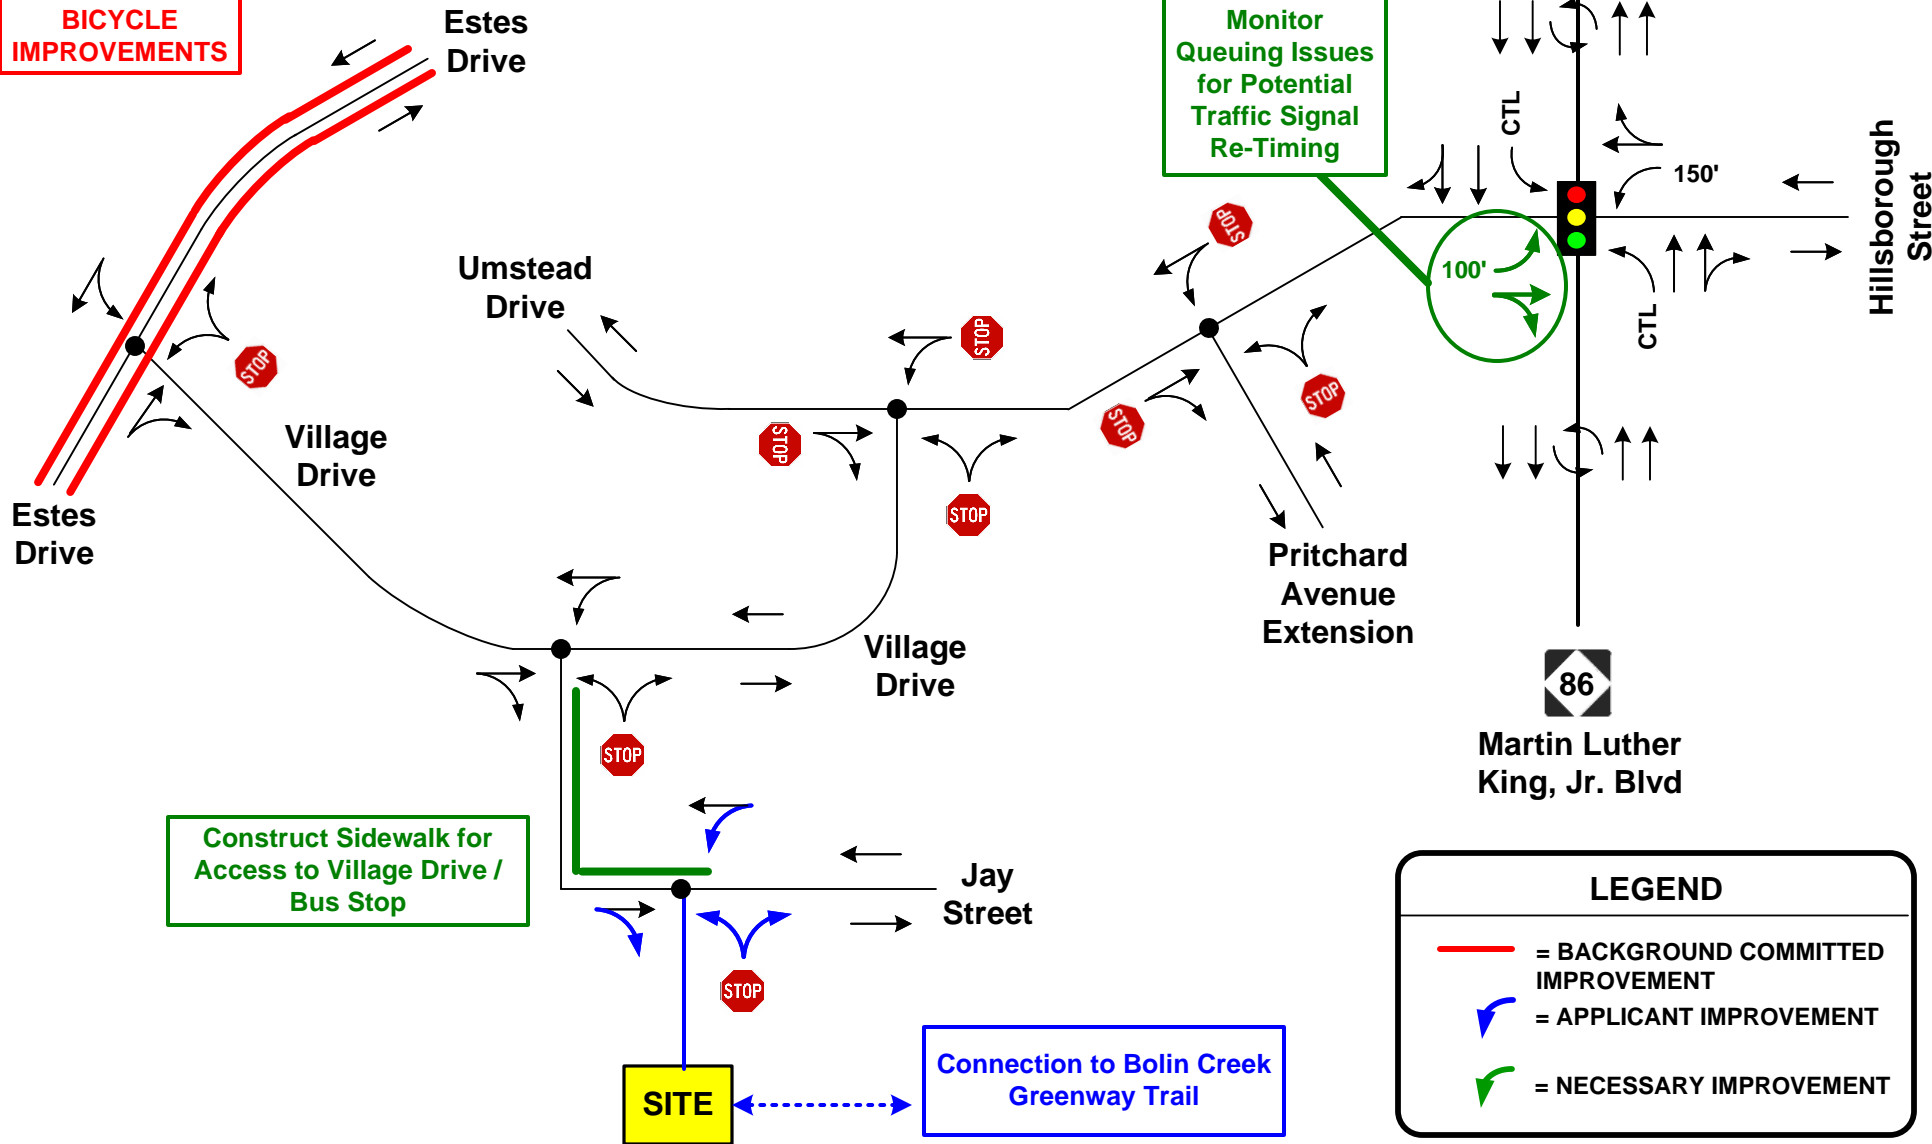 BICYCLE
IMPROVEMENTS
Estes
Drive
Monitor
Queuing Issues
for Potential
Traffic Signal
Re-Timing
CTL
150'
Hillsborough
Street
STOP
Umstead
Drive
100'
CTL
STOP
STOP
STOP
STOP
STOP
Village
Drive
STOP
STOP
Estes
Drive
Pritchard
Avenue
Extension
Village
Drive
86
Martin Luther
King, Jr. Blvd
STOP
Construct Sidewalk for
Access to Village Drive /
Bus Stop
Jay
Street
STOP
SITE
Connection to Bolin Creek
Greenway Trail
LEGEND
= BACKGROUND COMMITTED
IMPROVEMENT
= APPLICANT IMPROVEMENT
= NECESSARY IMPROVEMENT